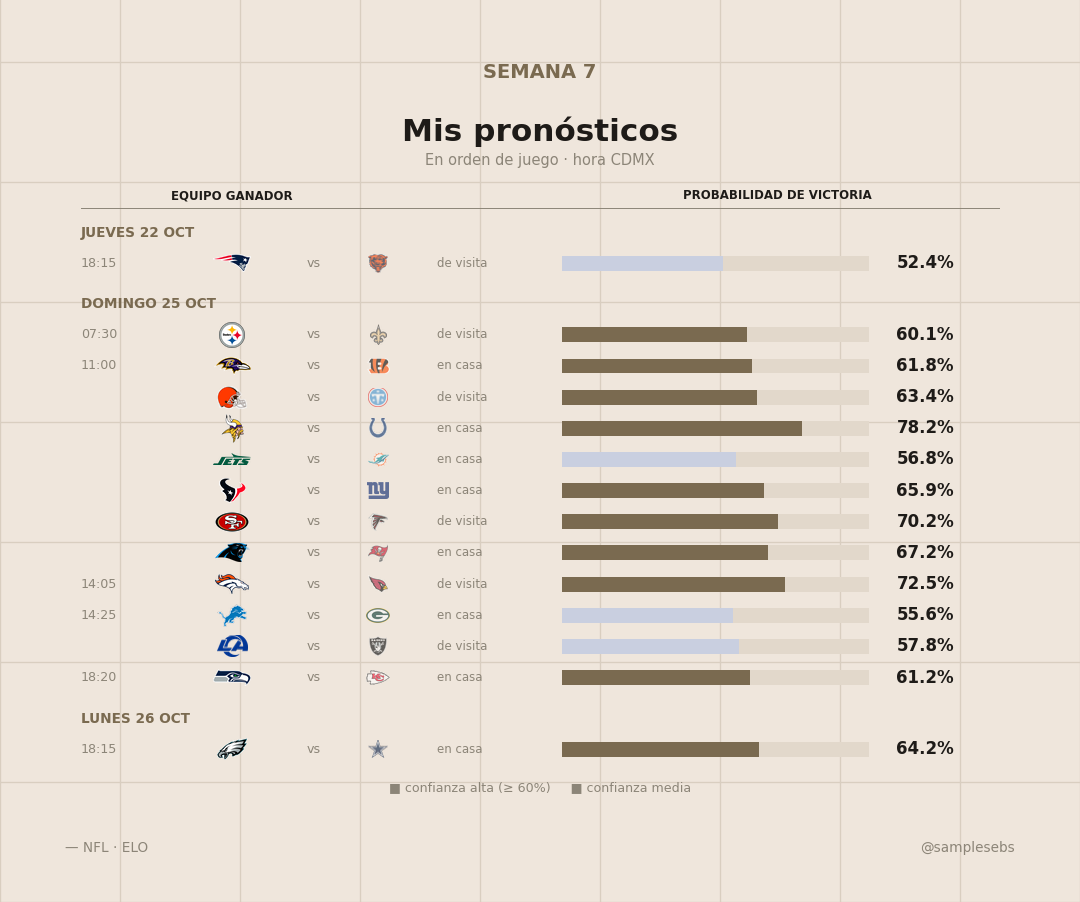 SEMANA 7
Mis pronósticos
En orden de juego · hora CDMX
EQUIPO GANADOR PROBABILIDAD DE VICTORIA
JUEVES 22 OCT
18:15 vs de visita 52.4%
DOMINGO 25 OCT
07:30 vs de visita 60.1%
11:00 vs en casa 61.8%
vs de visita 63.4%
vs en casa 78.2%
JETS vs en casa 56.8%
vs ny en casa 65.9%
SF vs de visita 70.2%
vs en casa 67.2%
14:05 vs de visita 72.5%
14:25 vs G en casa 55.6%
LA vs de visita 57.8%
18:20 vs en casa 61.2%
LUNES 26 OCT
18:15 vs en casa 64.2%
■ confianza alta (≥ 60%) ■ confianza media
— NFL · ELO @samplesebs